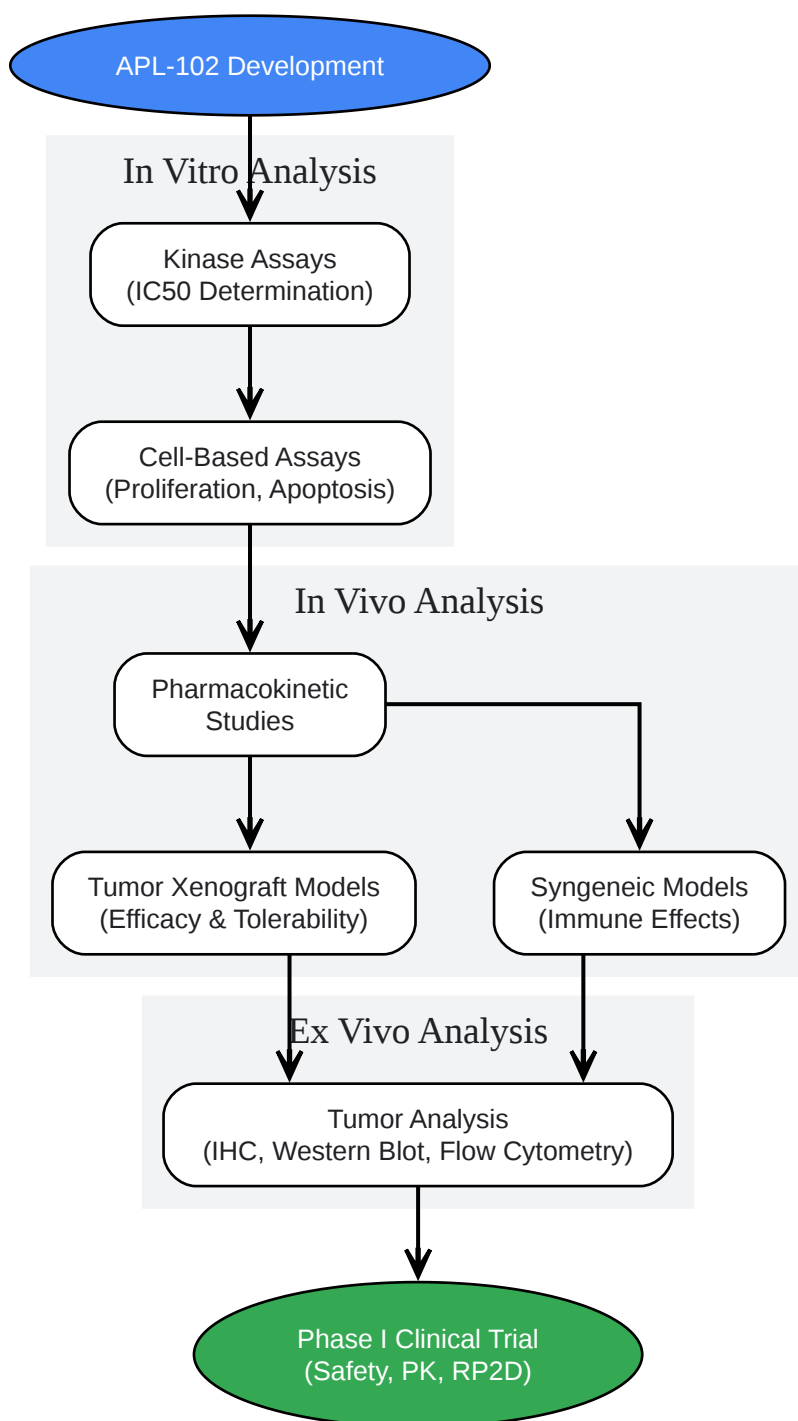 APL-102 Development
In Vitro Analysis
Kinase Assays
(IC50 Determination)
Cell-Based Assays
(Proliferation, Apoptosis)
In Vivo Analysis
Pharmacokinetic
Studies
Tumor Xenograft Models
(Efficacy & Tolerability)
Syngeneic Models
(Immune Effects)
Ex Vivo Analysis
Tumor Analysis
(IHC, Western Blot, Flow Cytometry)
Phase I Clinical Trial
(Safety, PK, RP2D)